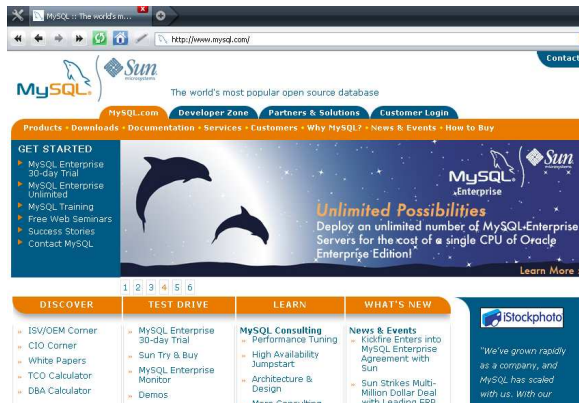 MySQL :: The world's m...
http://www.mysql.com/
Contact
MySQL
Sun
microsystems
The world's most popular open source database
MySQL.com Developer Zone Partners & Solutions Customer Login
Products • Downloads • Documentation • Services • Customers • Why MySQL? • News & Events • How to Buy
GET STARTED
MySQL Enterprise
30-day Trial
MySQL Enterprise
Unlimited
MySQL Training
Free Web Seminars
Success Stories
Contact MySQL
MySQL
Enterprise
Sun
microsystems
Unlimited Possibilities
Deploy an unlimited number of MySQL Enterprise
Servers for the cost of a single CPU of Oracle
Enterprise Edition!
Learn More
1 2 3 4 5 6
DISCOVER
ISV/OEM Corner
CIO Corner
White Papers
TCO Calculator
DBA Calculator
TEST DRIVE
MySQL Enterprise
30-day Trial
Sun Try & Buy
MySQL Enterprise
Monitor
Demos
LEARN
MySQL Consulting
Performance Tuning
High Availability
Jumpstart
Architecture &
Design
More Consulting
WHAT'S NEW
News & Events
Kickfire Enters into
MySQL Enterprise
Agreement with
Sun
Sun Strikes Multi-
Million Dollar Deal
with Leading ERP
iStockphoto
"We've grown rapidly
as a company, and
MySQL has scaled
with us. With our